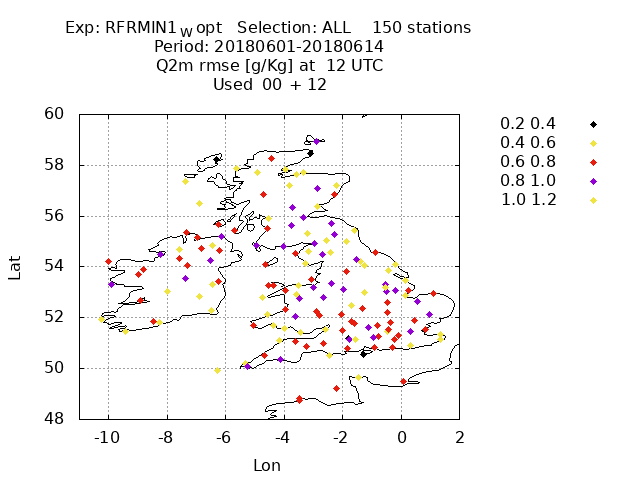 Exp: RFRMIN1 W opt Selection: ALL 150 stations
Period: 20180601-20180614
Q2m rmse [g/Kg] at 12 UTC
Used 00 + 12
60
58
56
54
52
50
48
Lat
-10 -8 -6 -4 -2 0 2
Lon
0.2 0.4
0.4 0.6
0.6 0.8
0.8 1.0
1.0 1.2